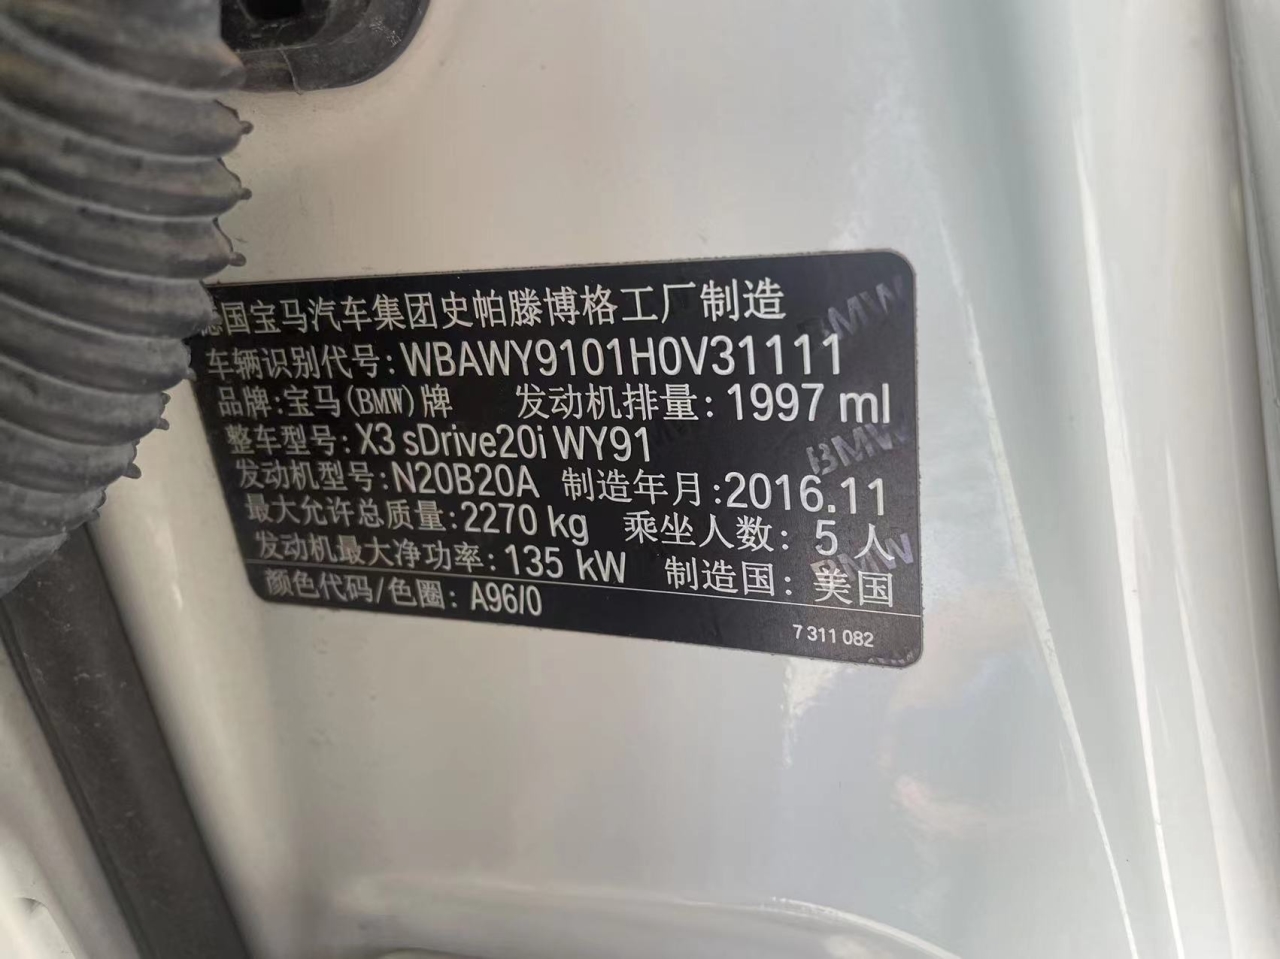 德国宝马汽车集团史帕滕博格工厂制造
车辆识别代号: WBAWY9101H0V31111
品牌: 宝马(BMW)牌 发动机排量: 1997 ml
整车型号: X3 sDrive20i WY91
发动机型号: N20B20A 制造年月: 2016.11
最大允许总质量: 2270 kg 乘坐人数: 5 人
发动机最大净功率: 135 kW 制造国: 美国
颜色代码/色圈: A96/0
7 311 082
BMW
BMW
BMW